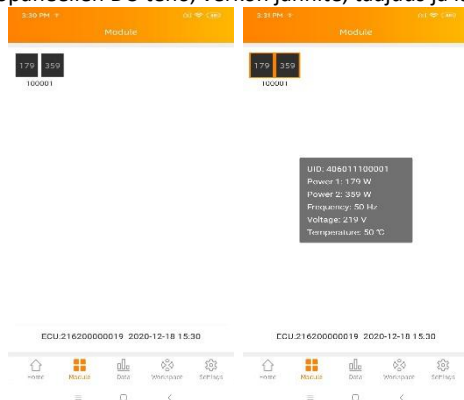 3:30 PM
Module
179 359
100001
ECU:216200000019 2020-12-18 15:30
Home Module Data Workspace Settings
3:31 PM
Module
179 359
100001
UID: 406011100001
Power 1: 179 W
Power 2: 359 W
Frequency: 50 Hz
Voltage: 219 V
Temperature: 50 °C
ECU:216200000019 2020-12-18 15:30
Home Module Data Workspace Settings